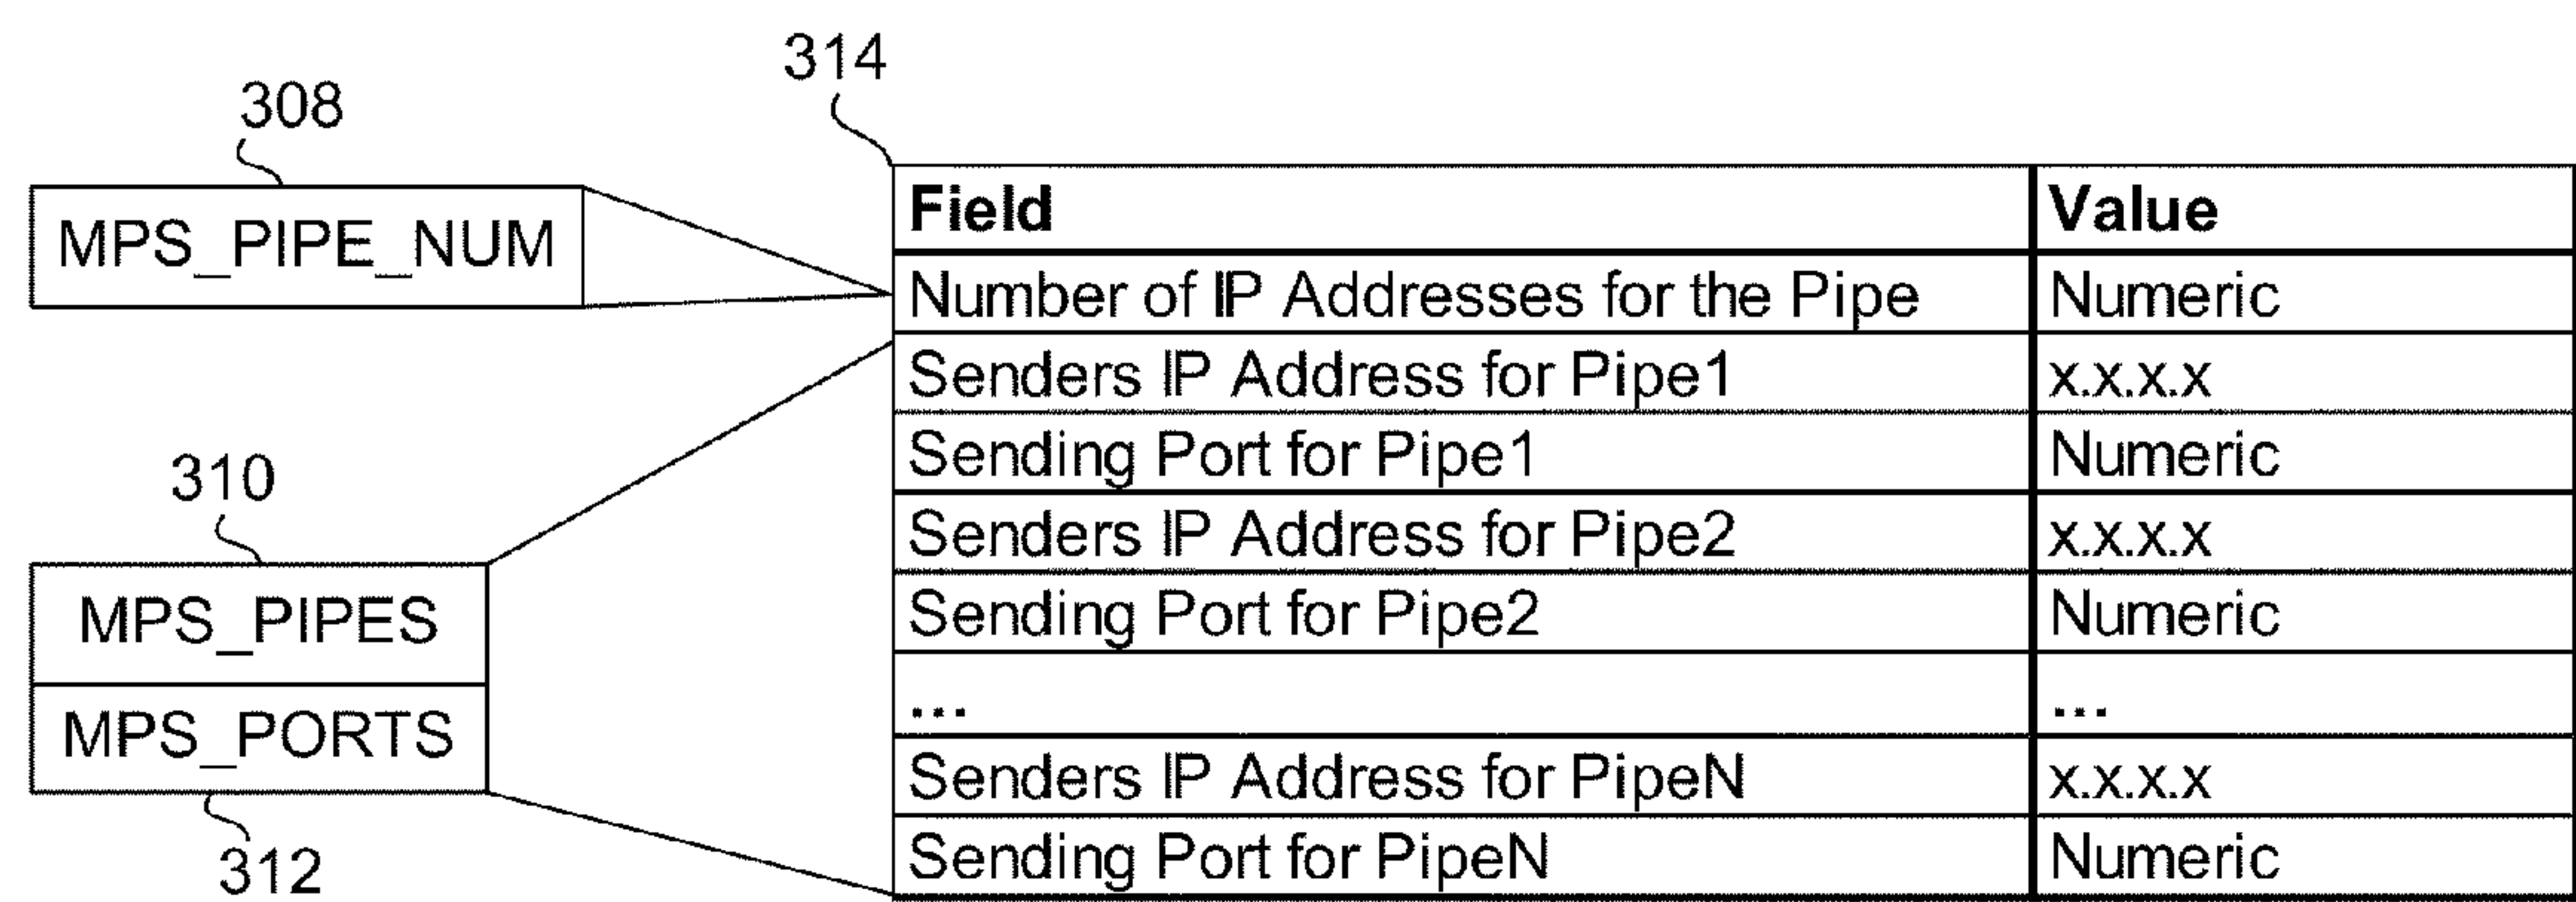 314
308
MPS_PIPE_NUM
310
MPS_PIPES
MPS_PORTS
312
Field Value
Number of IP Addresses for the Pipe Numeric
Senders IP Address for Pipe1 x.x.x.x
Sending Port for Pipe1 Numeric
Senders IP Address for Pipe2 x.x.x.x
Sending Port for Pipe2 Numeric
... ...
Senders IP Address for PipeN x.x.x.x
Sending Port for PipeN Numeric